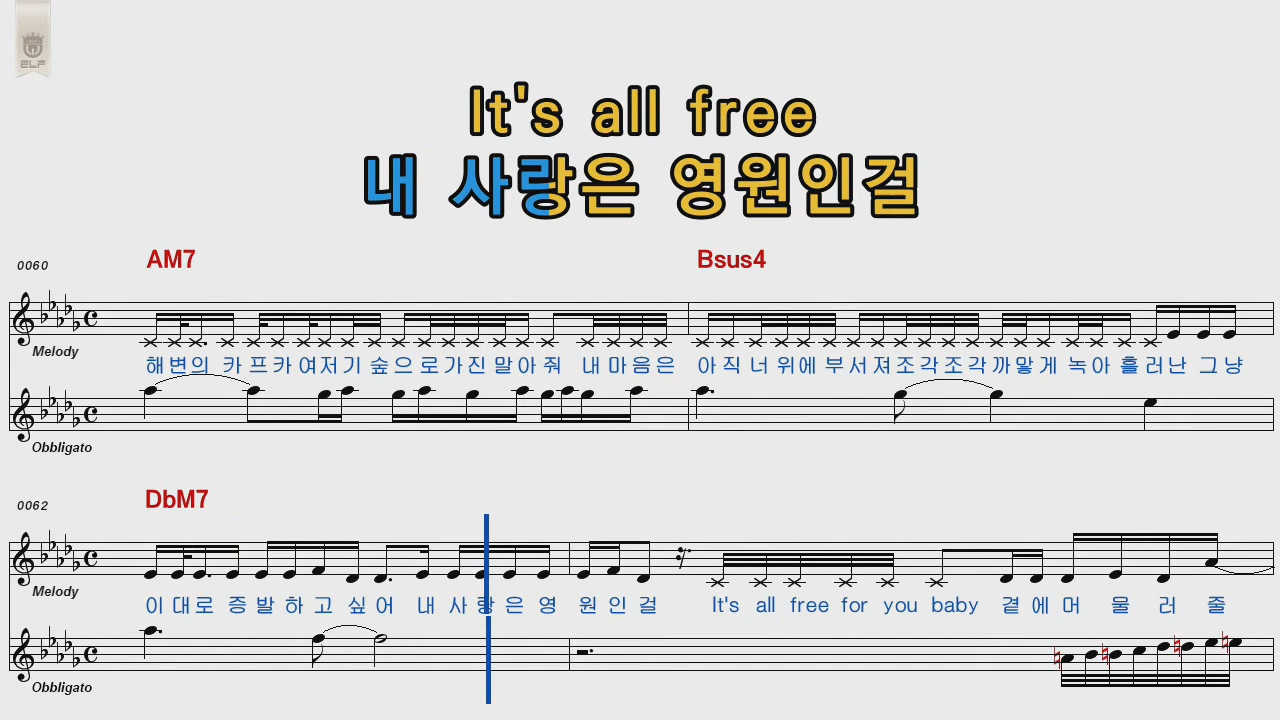 ELF
It's all free
내 사랑은 영원인걸
0060
AM7 Bsus4
Melody
해변의 카프카 여저기 숲으로가진 말아줘 내마음은 아직 너위에 부서져조각조각까맣게 녹아 흘러난 그냥
Obbligato
0062
DbM7
Melody
이대로 증발하고 싶어 내사랑은영 원인걸 It's all free for you baby 곁에머 물 러 줄
Obbligato